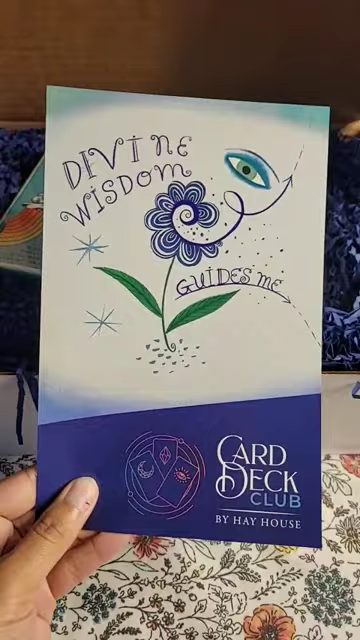 DIVINE
WISDOM
GUIDES ME
CARD
DECK
CLUB
BY HAY HOUSE